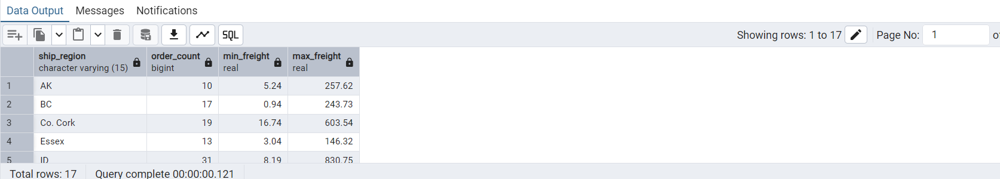 Data Output Messages Notifications
SQL Showing rows: 1 to 17 Page No: 1
ship_region order_count min_freight max_freight
character varying (15) bigint real real
1 AK 10 5.24 257.62
2 BC 17 0.94 243.73
3 Co. Cork 19 16.74 603.54
4 Essex 13 3.04 146.32
5 ID 31 8.19 830.75
Total rows: 17 Query complete 00:00:00.121